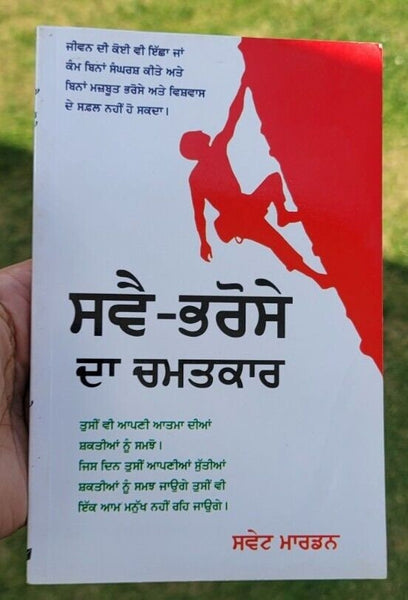 ਜੀਵਨ ਦੀ ਕੋਈ ਵੀ ਇੱਛਾ ਜਾਂ
ਕੰਮ ਬਿਨਾਂ ਸੰਘਰਸ਼ ਕੀਤੇ ਅਤੇ
ਬਿਨਾਂ ਮਜ਼ਬੂਤ ਭਰੋਸੇ ਅਤੇ ਵਿਸ਼ਵਾਸ
ਦੇ ਸਫ਼ਲ ਨਹੀਂ ਹੋ ਸਕਦਾ।
ਸਵੈ-ਭਰੋਸੇ
ਦਾ ਚਮਤਕਾਰ
ਤੁਸੀਂ ਵੀ ਆਪਣੀ ਆਤਮਾ ਦੀਆਂ
ਸ਼ਕਤੀਆਂ ਨੂੰ ਸਮਝੋ।
ਜਿਸ ਦਿਨ ਤੁਸੀਂ ਆਪਣੀਆਂ ਸੁੱਤੀਆਂ
ਸ਼ਕਤੀਆਂ ਨੂੰ ਸਮਝ ਜਾਉਗੇ ਤੁਸੀਂ ਵੀ
ਇੱਕ ਆਮ ਮਨੁੱਖ ਨਹੀਂ ਰਹਿ ਜਾਉਗੇ।
ਸਵੇਟ ਮਾਰਡਨ